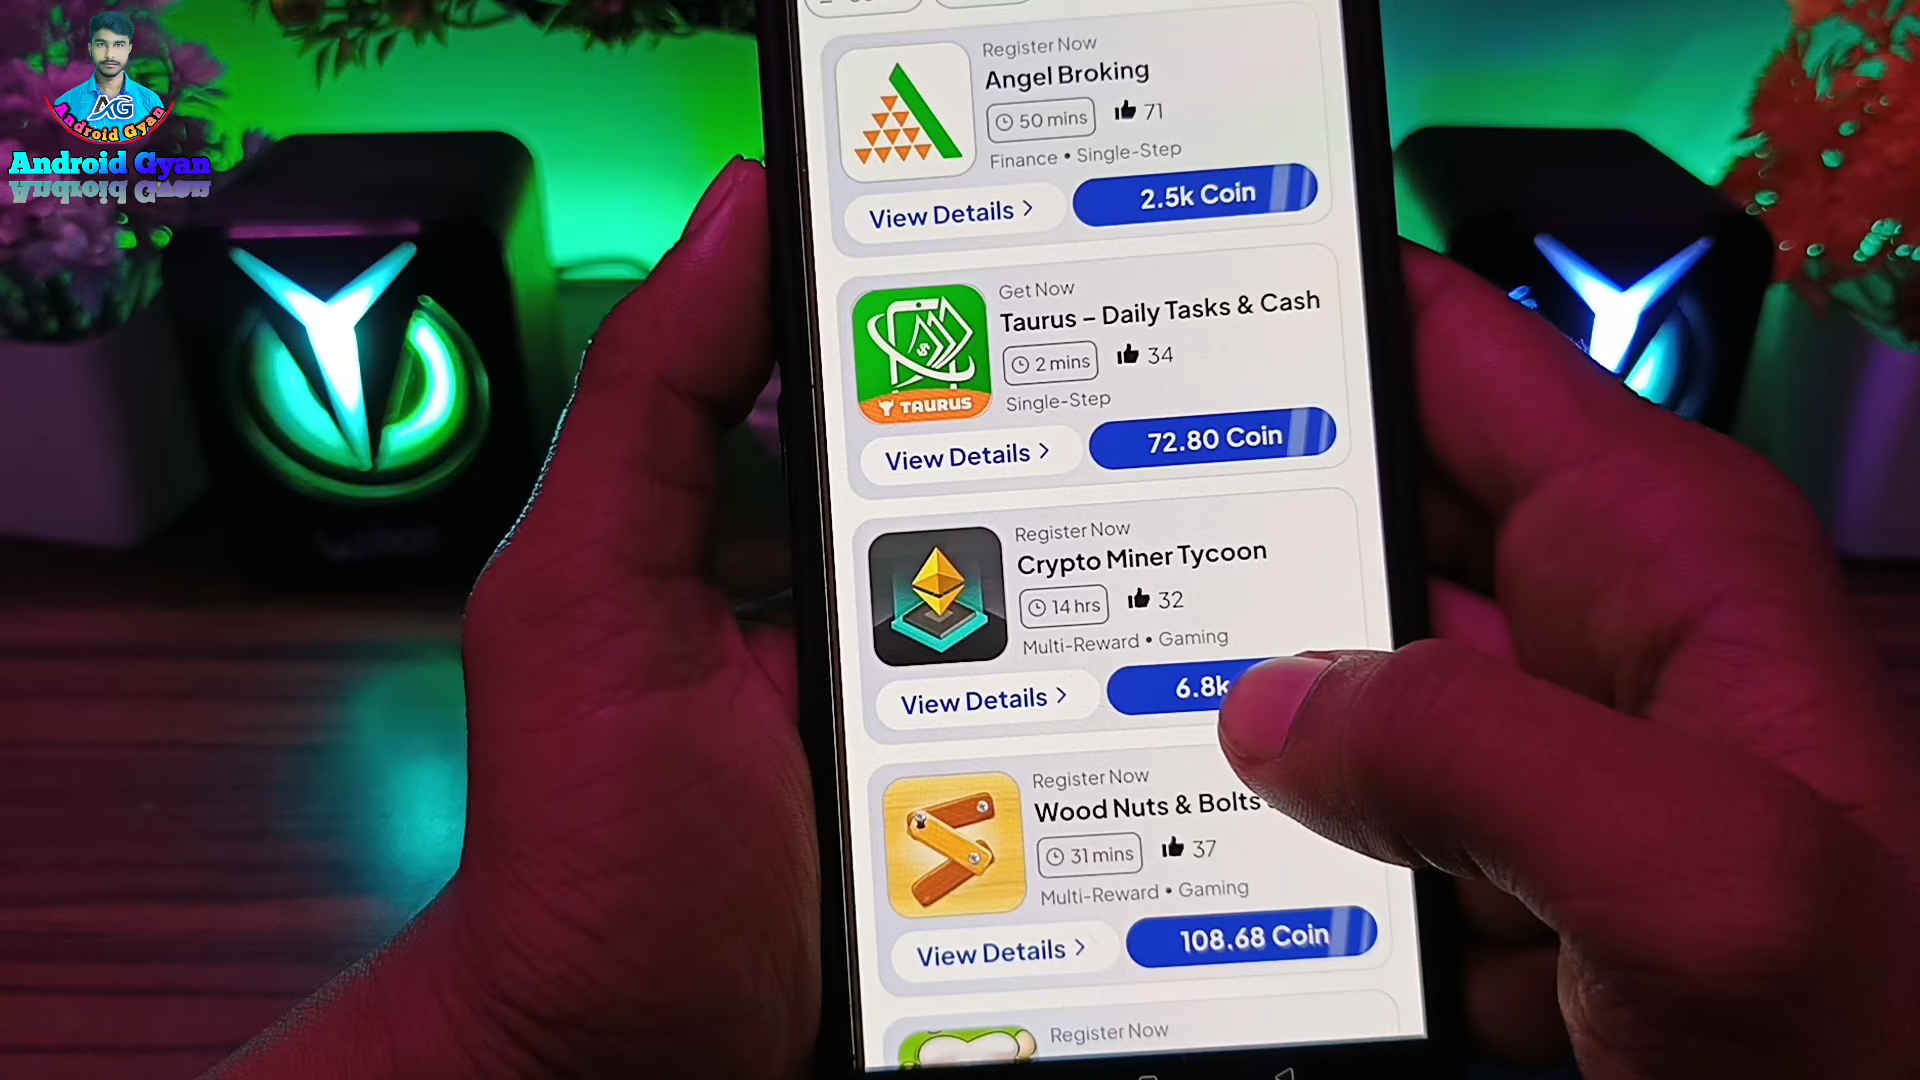 AG
Android Gyan
Android Gyan
Register Now
Angel Broking
50 mins
71
Finance • Single-Step
View Details >
2.5k Coin
Get Now
Taurus – Daily Tasks & Cash
TAURUS
2 mins
34
Single-Step
View Details >
72.80 Coin
Register Now
Crypto Miner Tycoon
14 hrs
32
Multi-Reward • Gaming
View Details >
6.8k
Register Now
Wood Nuts & Bolts
31 mins
37
Multi-Reward • Gaming
View Details >
108.68 Coin
Register Now